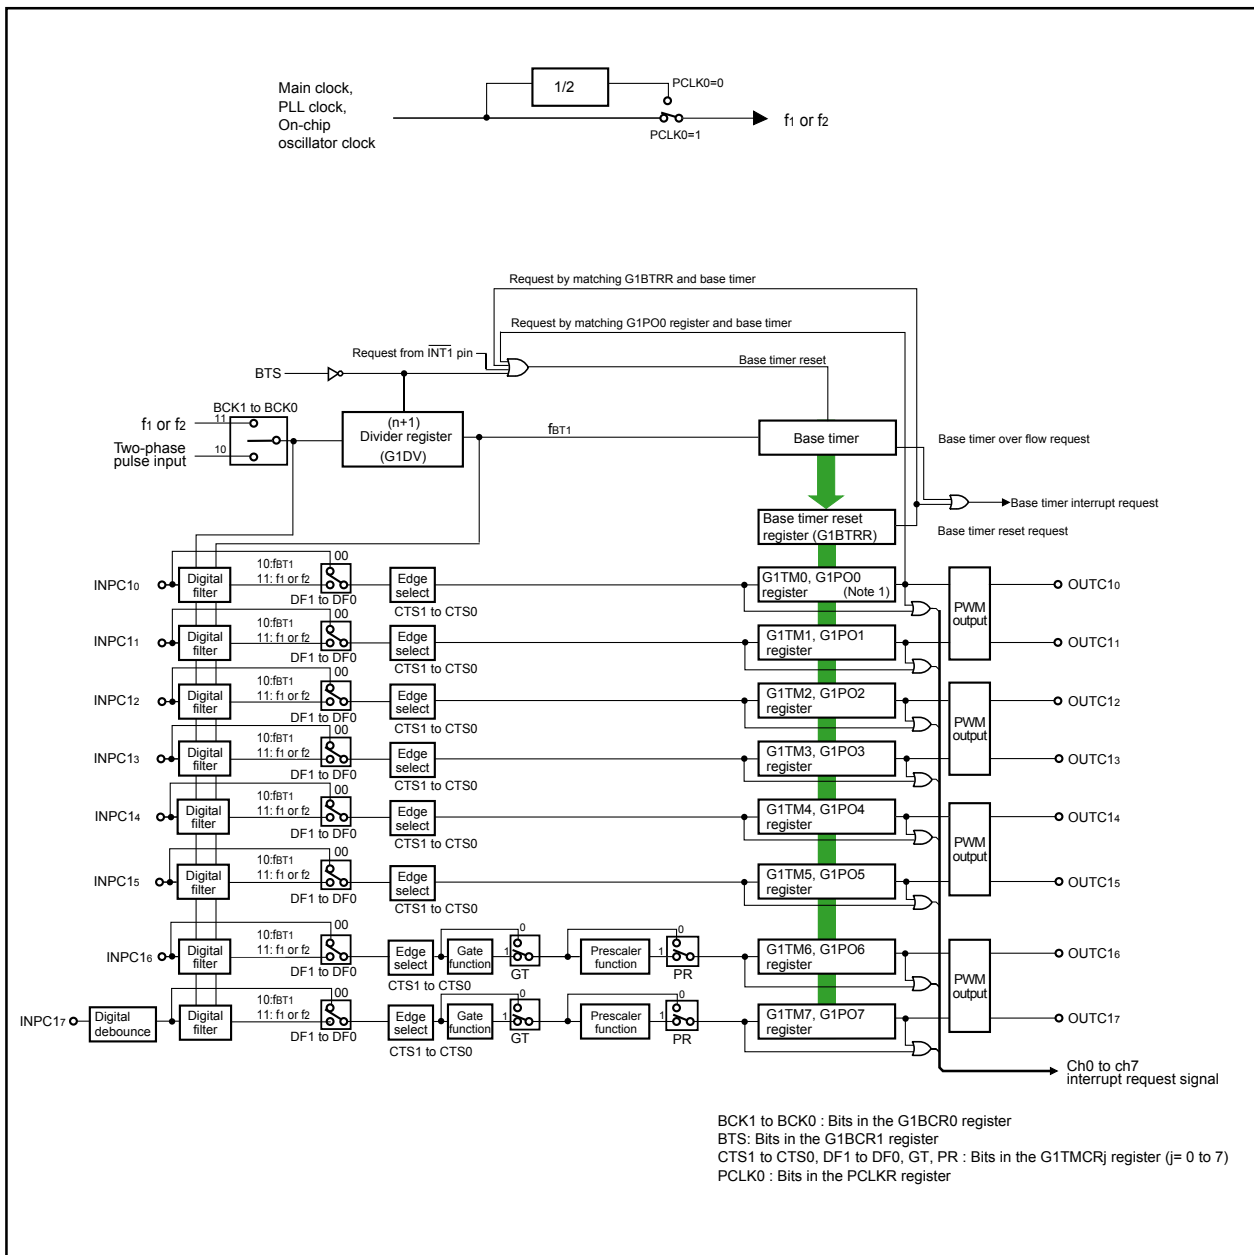 Main clock,
PLL clock,
On-chip
oscillator clock
1/2
PCLK0=0
PCLK0=1
f1 or f2
Request by matching G1BTRR and base timer
Request by matching G1PO0 register and base timer
Request from INT1 pin
Base timer reset
BTS
BCK1 to BCK0
f1 or f2
11
Two-phase
pulse input
10
(n+1)
Divider register
(G1DV)
fBT1
Base timer
Base timer over flow request
Base timer interrupt request
Base timer reset
register (G1BTRR)
Base timer reset request
INPC10
Digital
filter
10:fBT1
11: f1 or f2
00
DF1 to DF0
Edge
select
CTS1 to CTS0
G1TM0, G1PO0
register
(Note 1)
PWM
output
OUTC10
INPC11
Digital
filter
10:fBT1
11: f1 or f2
00
DF1 to DF0
Edge
select
CTS1 to CTS0
G1TM1, G1PO1
register
OUTC11
INPC12
Digital
filter
10:fBT1
11: f1 or f2
00
DF1 to DF0
Edge
select
CTS1 to CTS0
G1TM2, G1PO2
register
PWM
output
OUTC12
INPC13
Digital
filter
10:fBT1
11: f1 or f2
00
DF1 to DF0
Edge
select
CTS1 to CTS0
G1TM3, G1PO3
register
OUTC13
INPC14
Digital
filter
10:fBT1
11: f1 or f2
00
DF1 to DF0
Edge
select
CTS1 to CTS0
G1TM4, G1PO4
register
PWM
output
OUTC14
INPC15
Digital
filter
10:fBT1
11: f1 or f2
00
DF1 to DF0
Edge
select
CTS1 to CTS0
G1TM5, G1PO5
register
OUTC15
INPC16
Digital
filter
10:fBT1
11: f1 or f2
00
DF1 to DF0
Edge
select
CTS1 to CTS0
Gate
function
0
1
GT
Prescaler
function
0
1
PR
G1TM6, G1PO6
register
PWM
output
OUTC16
INPC17
Digital
debounce
Digital
filter
10:fBT1
11: f1 or f2
00
DF1 to DF0
Edge
select
CTS1 to CTS0
Gate
function
0
1
GT
Prescaler
function
0
1
PR
G1TM7, G1PO7
register
OUTC17
Ch0 to ch7
interrupt request signal
BCK1 to BCK0 : Bits in the G1BCR0 register
BTS: Bits in the G1BCR1 register
CTS1 to CTS0, DF1 to DF0, GT, PR : Bits in the G1TMCRj register (j= 0 to 7)
PCLK0 : Bits in the PCLKR register